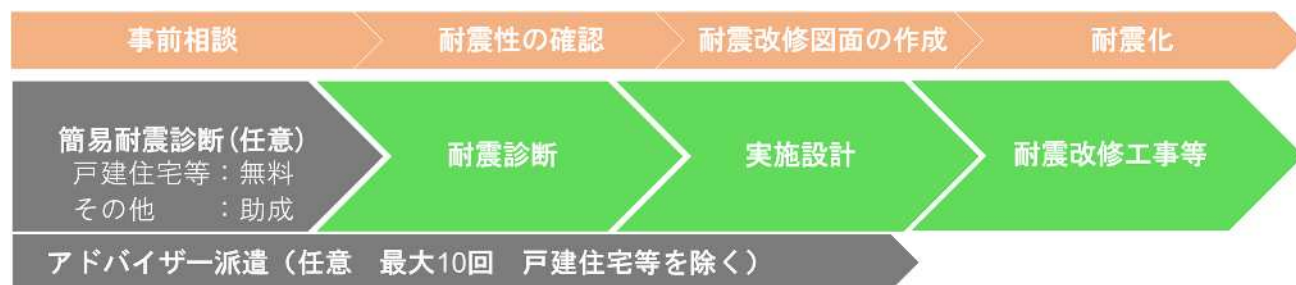 事前相談
耐震性の確認
耐震改修図面の作成
耐震化
簡易耐震診断(任意)
戸建住宅等：無料
その他　　：助成
耐震診断
実施設計
耐震改修工事等
アドバイザー派遣（任意　最大10回　戸建住宅等を除く）